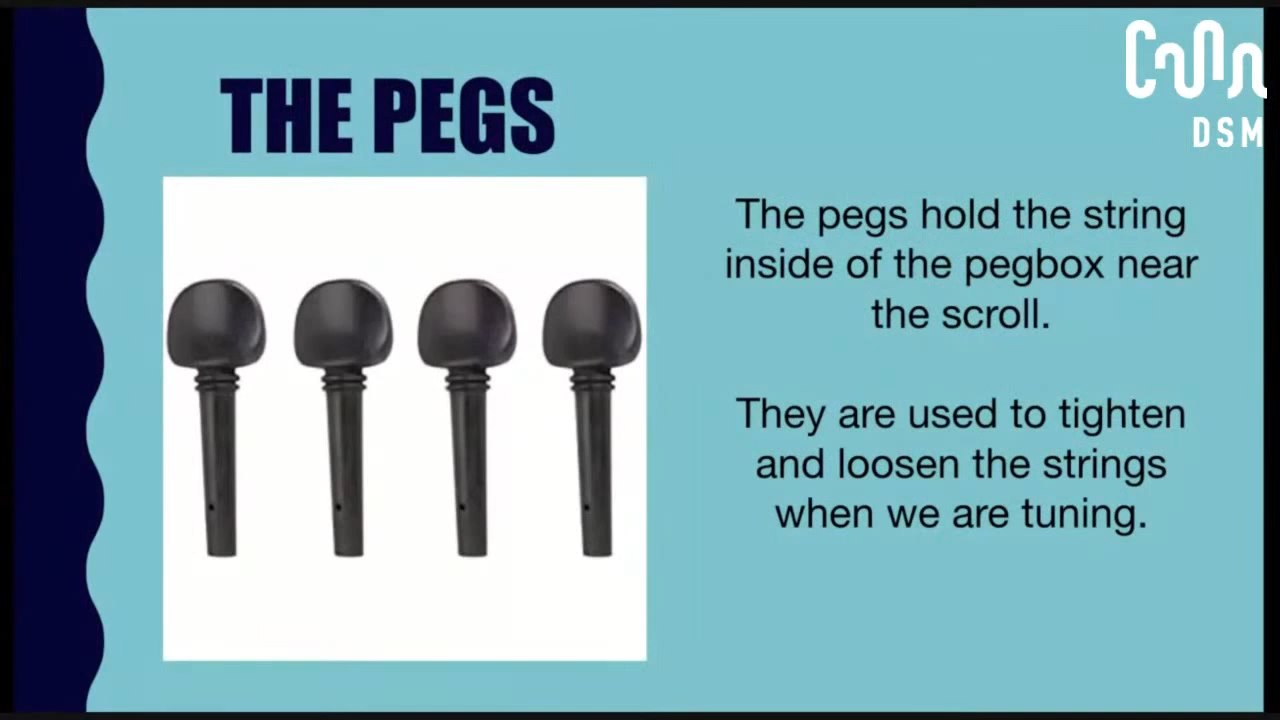 THE PEGS
DSM
The pegs hold the string
inside of the pegbox near
the scroll.
They are used to tighten
and loosen the strings
when we are tuning.